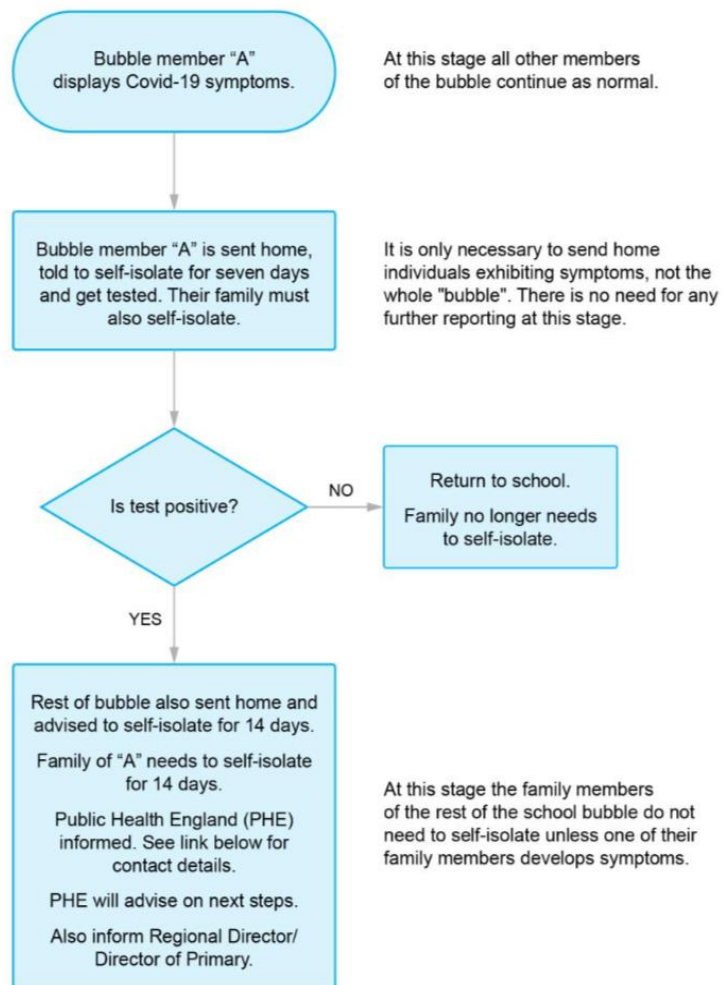 Bubble member “A”
displays Covid-19 symptoms.
At this stage all other members
of the bubble continue as normal.
Bubble member “A” is sent home,
told to self-isolate for seven days
and get tested. Their family must
also self-isolate.
It is only necessary to send home
individuals exhibiting symptoms, not the
whole "bubble". There is no need for any
further reporting at this stage.
Is test positive?
NO
Return to school.
Family no longer needs
to self-isolate.
YES
Rest of bubble also sent home and
advised to self-isolate for 14 days.
Family of “A” needs to self-isolate
for 14 days.
Public Health England (PHE)
informed. See link below for
contact details.
PHE will advise on next steps.
Also inform Regional Director/
Director of Primary.
At this stage the family members
of the rest of the school bubble do not
need to self-isolate unless one of their
family members develops symptoms.